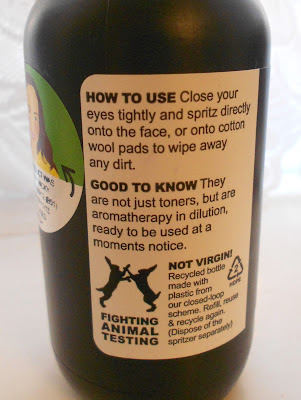 HOW TO USE Close your
eyes tightly and spritz directly
onto the face, or onto cotton
wool pads to wipe away
any dirt.
GOOD TO KNOW They
are not just toners, but are
aromatherapy in dilution,
ready to be used at a
moments notice.
FIGHTING
ANIMAL
TESTING
NOT VIRGIN!
Recycled bottle
made with
plastic from
our closed-loop
scheme. Refill, reuse
& recycle again.
(Dispose of the
spritzer separately)
2
HDPE